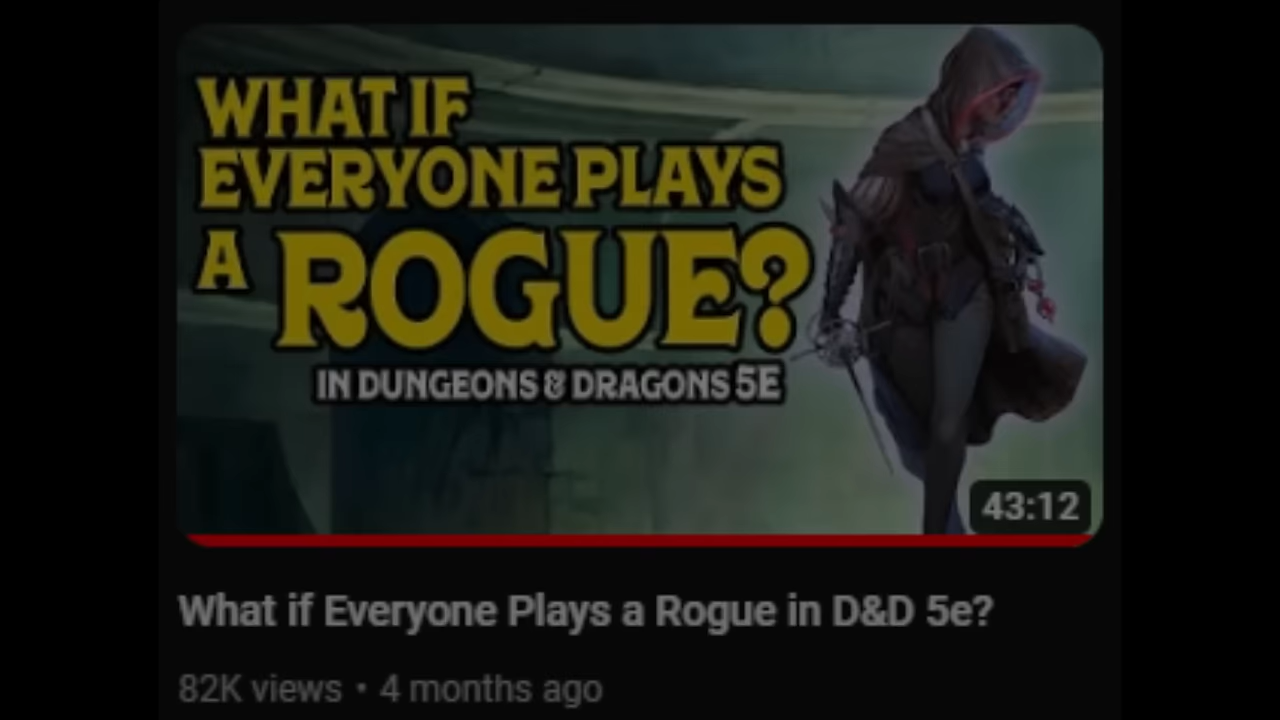 WHAT IF
EVERYONE PLAYS
A ROGUE?
IN DUNGEONS & DRAGONS 5E
43:12
What if Everyone Plays a Rogue in D&D 5e?
82K views • 4 months ago